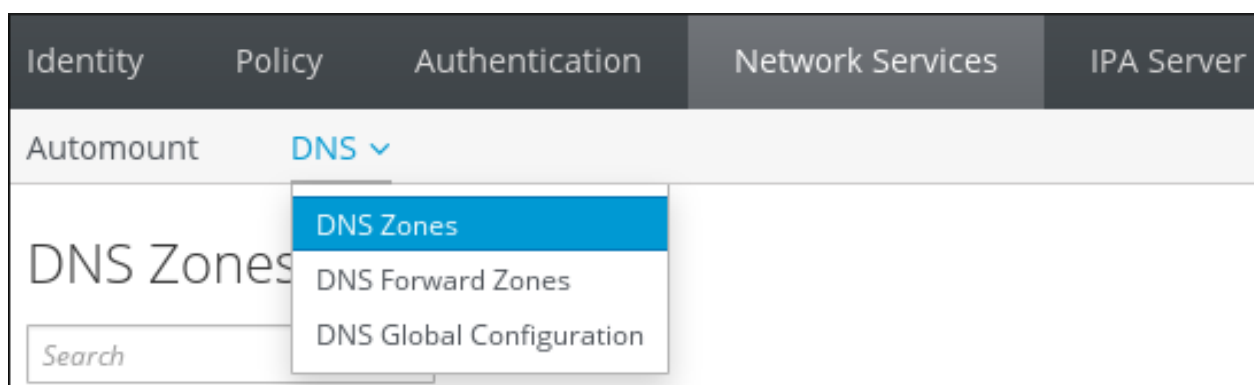 Identity Policy Authentication Network Services IPA Server
Automount DNS
DNS Zones
DNS Zones
DNS Forward Zones
DNS Global Configuration
Search